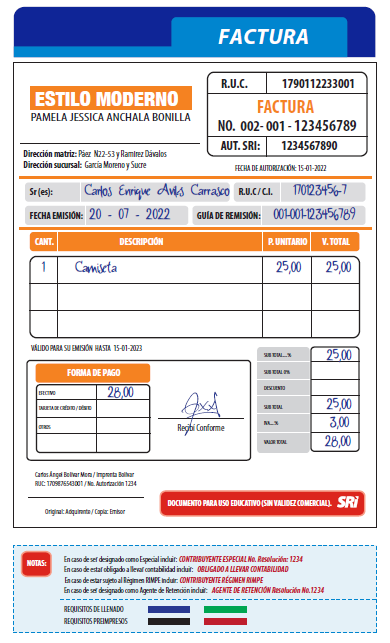 FACTURA
ESTILO MODERNO
PAMELA JESSICA ANCHALA BONILLA
Dirección matriz: Páez N22-53 y Ramírez Dávalos
Dirección sucursal: García Moreno y Sucre
R.U.C. 1790112233001
FACTURA
NO. 002- 001 - 123456789
AUT. SRI: 1234567890
FECHA DE AUTORIZACIÓN: 15-01-2022
Sr (es): Carlos Enrique Avilés Carrasco R.U.C / C.I. 170123456-7
FECHA EMISIÓN: 20 - 07 - 2022 GUÍA DE REMISIÓN: 001-001-123456789
CANT. DESCRIPCIÓN P. UNITARIO V. TOTAL
1 Camiseta 25,00 25,00
VÁLIDO PARA SU EMISIÓN HASTA 15-01-2023
FORMA DE PAGO
EFECTIVO 28,00
TARJETA DE CRÉDITO / DÉBITO
OTROS
Recibí Conforme
SUB TOTAL....% 25,00
SUB TOTAL 0%
DESCUENTO
SUB TOTAL 25,00
IVA....% 3,00
VALOR TOTAL 28,00
Carlos Ángel Bolívar Mora / Imprenta Bolívar
RUC: 1709876543001 / No. Autorización 1234
Original: Adquirente / Copia: Emisor
DOCUMENTO PARA USO EDUCATIVO (SIN VALIDEZ COMERCIAL). SRi
NOTAS:
En caso de ser designado como Especial incluir: CONTRIBUYENTE ESPECIAL No. Resolución: 1234
En caso de estar obligado a llevar contabilidad incluir: OBLIGADO A LLEVAR CONTABILIDAD
En caso de estar sujeto al Régimen RIMPE incluir: CONTRIBUYENTE RÉGIMEN RIMPE
En caso de ser designado como Agente de Retención incluir: AGENTE DE RETENCIÓN Resolución No.1234
REQUISITOS DE LLENADO
REQUISITOS PREIMPRESOS